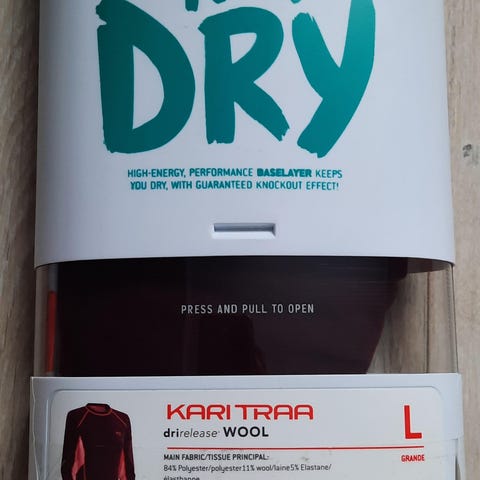 DRY
HIGH-ENERGY, PERFORMANCE BASELAYER KEEPS
YOU DRY, WITH GUARANTEED KNOCKOUT EFFECT!
PRESS AND PULL TO OPEN
KARI TRAA
L
drirelease® WOOL
MAIN FABRIC/TISSUE PRINCIPAL:
GRANDE
84% Polyester/polyester11% wool/laine5% Elastane/
élasthanne